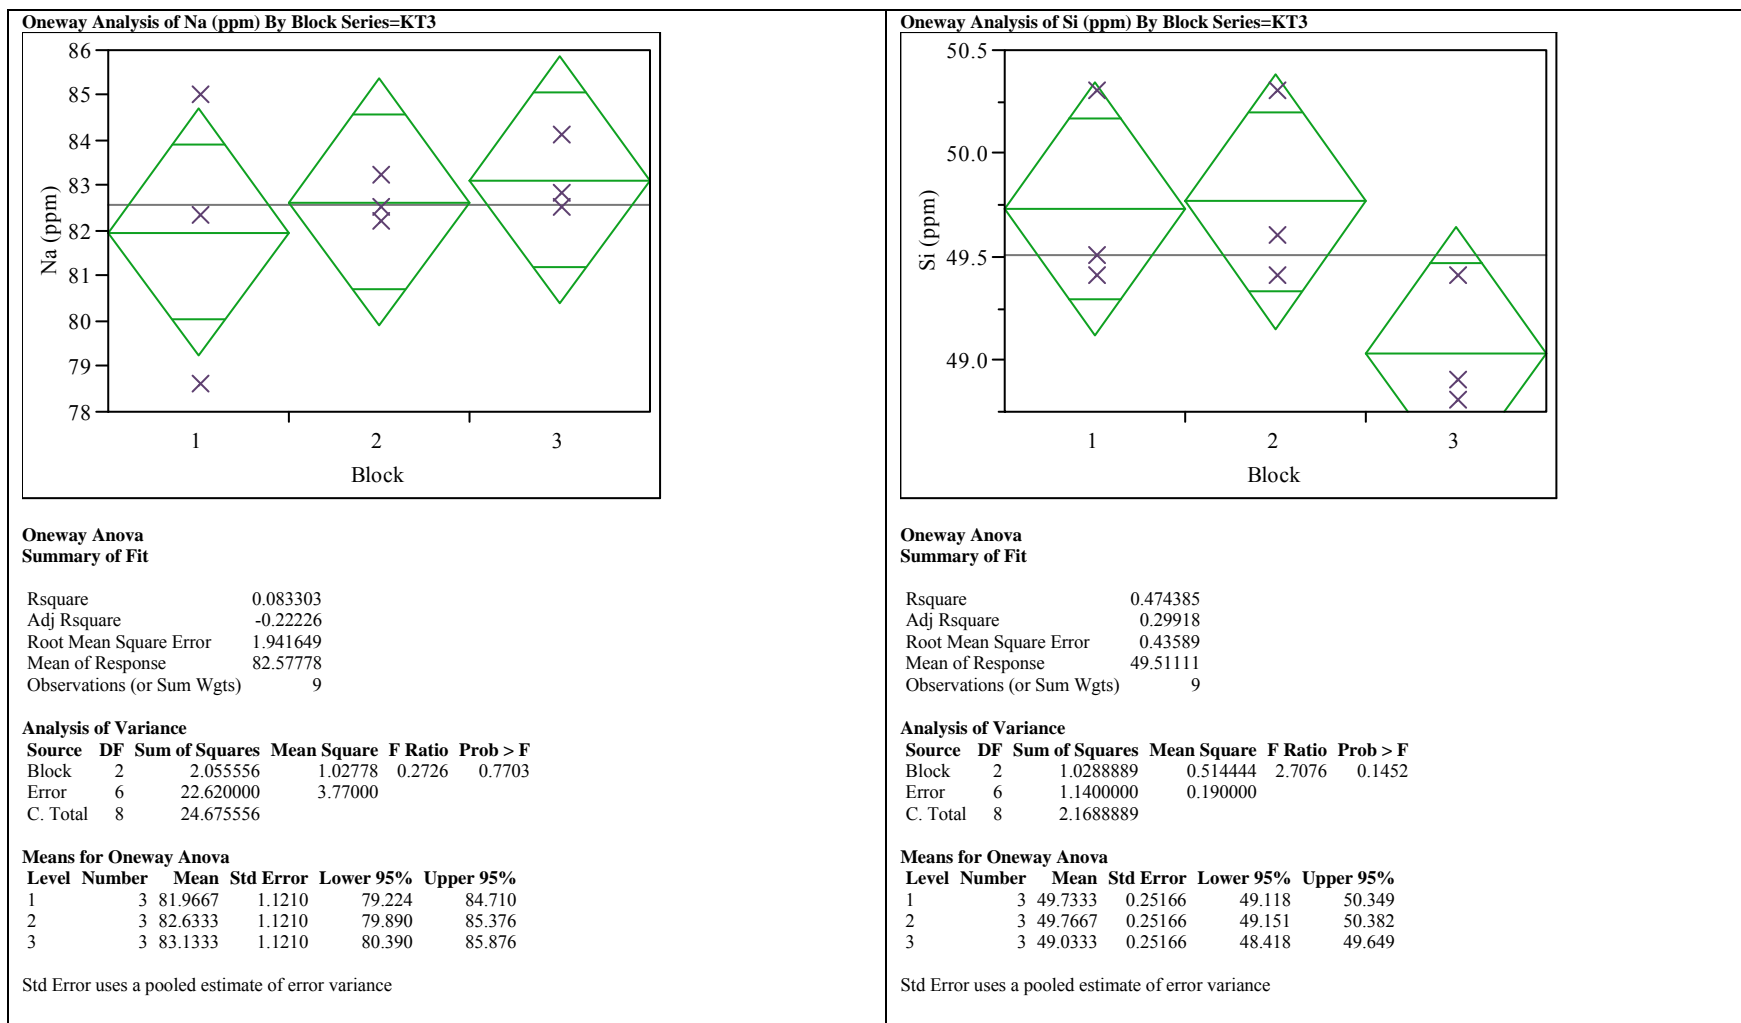 Oneway Analysis of Na (ppm) By Block Series=KT3
86
85
84
83
82
81
80
79
78
Na (ppm)
1 2 3
Block
Oneway Anova
Summary of Fit
Rsquare 0.083303
Adj Rsquare -0.22226
Root Mean Square Error 1.941649
Mean of Response 82.57778
Observations (or Sum Wgts) 9
Analysis of Variance
Source DF Sum of Squares Mean Square F Ratio Prob > F
Block 2 2.055556 1.02778 0.2726 0.7703
Error 6 22.620000 3.77000
C. Total 8 24.675556
Means for Oneway Anova
Level Number Mean Std Error Lower 95% Upper 95%
1 3 81.9667 1.1210 79.224 84.710
2 3 82.6333 1.1210 79.890 85.376
3 3 83.1333 1.1210 80.390 85.876
Std Error uses a pooled estimate of error variance
Oneway Analysis of Si (ppm) By Block Series=KT3
50.5
50.0
49.5
49.0
Si (ppm)
1 2 3
Block
Oneway Anova
Summary of Fit
Rsquare 0.474385
Adj Rsquare 0.29918
Root Mean Square Error 0.43589
Mean of Response 49.51111
Observations (or Sum Wgts) 9
Analysis of Variance
Source DF Sum of Squares Mean Square F Ratio Prob > F
Block 2 1.0288889 0.514444 2.7076 0.1452
Error 6 1.1400000 0.190000
C. Total 8 2.1688889
Means for Oneway Anova
Level Number Mean Std Error Lower 95% Upper 95%
1 3 49.7333 0.25166 49.118 50.349
2 3 49.7667 0.25166 49.151 50.382
3 3 49.0333 0.25166 48.418 49.649
Std Error uses a pooled estimate of error variance